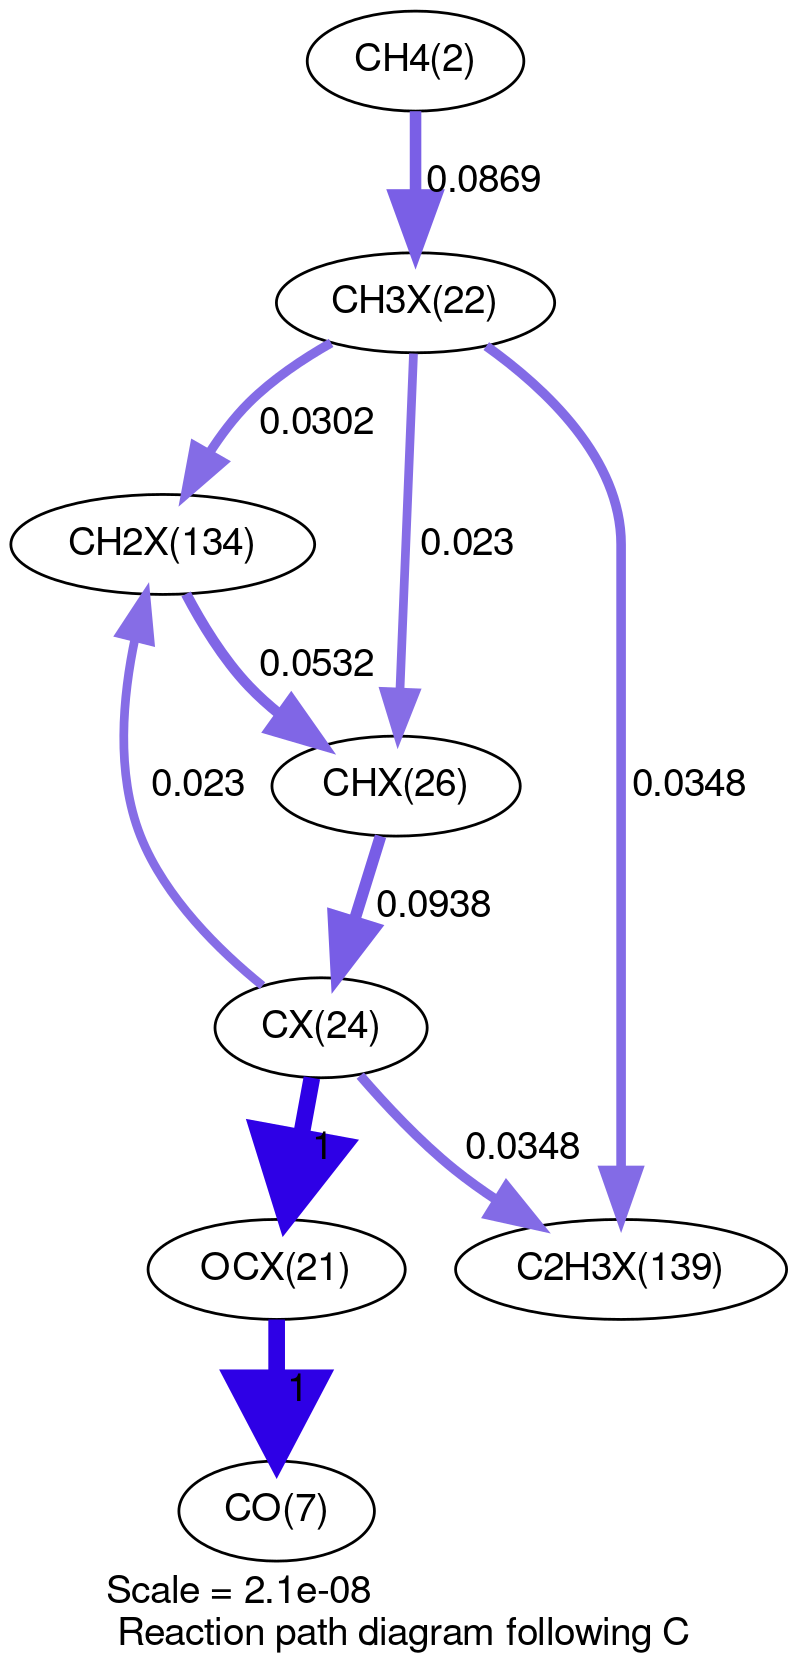 CH4(2)
0.0869
CH3X(22)
0.0302
CH2X(134)
0.023
0.0532
0.023
CHX(26)
0.0348
0.0938
CX(24)
1
0.0348
OCX(21)
C2H3X(139)
1
CO(7)
Scale = 2.1e-08
Reaction path diagram following C